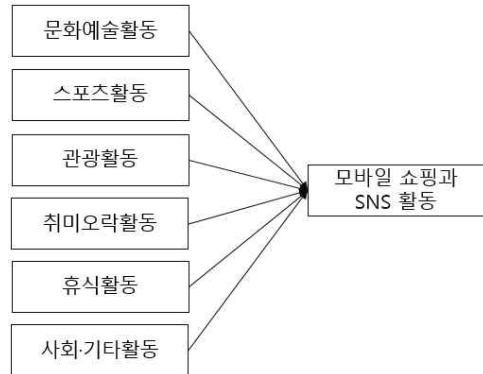 문화예술활동
스포츠활동
관광활동
취미오락활동
휴식활동
사회·기타활동
모바일 쇼핑과
SNS 활동